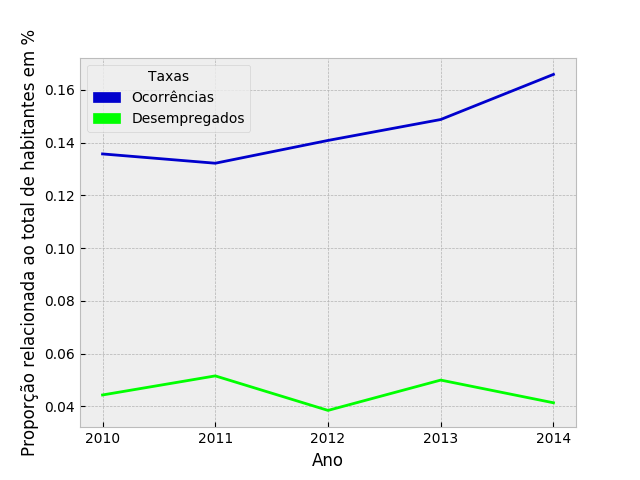 Proporção relacionada ao total de habitantes em %
Taxas
Ocorrências
Desempregados
0.16
0.14
0.12
0.10
0.08
0.06
0.04
2010 2011 2012 2013 2014
Ano